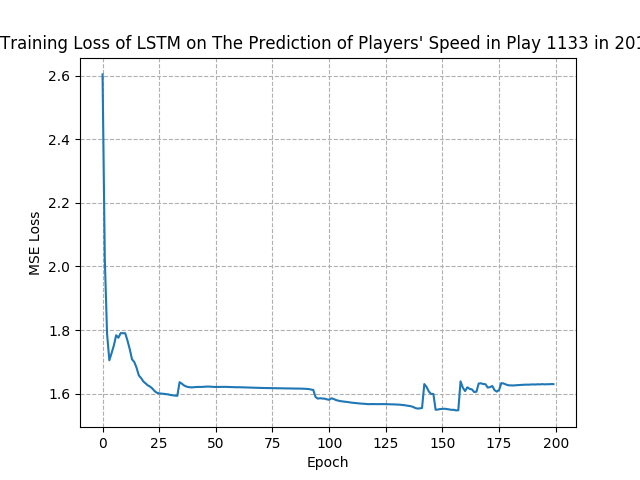 Training Loss of LSTM on The Prediction of Players' Speed in Play 1133 in 201
2.6
2.4
2.2
2.0
1.8
1.6
MSE Loss
0 25 50 75 100 125 150 175 200
Epoch